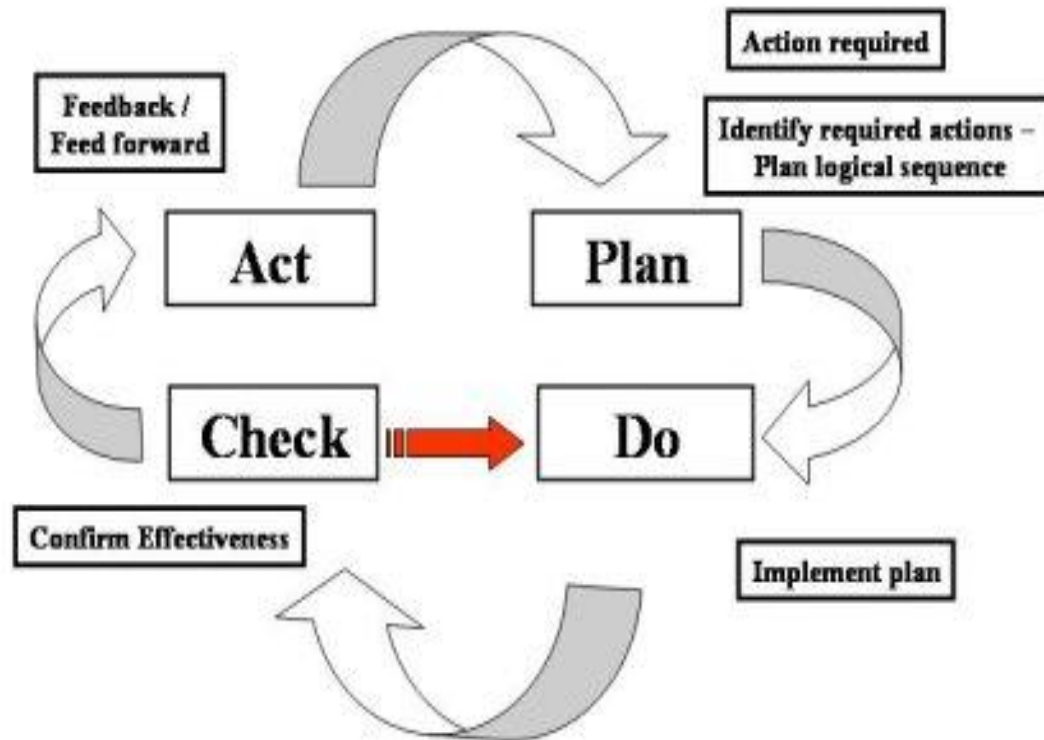 Action required
Feedback /
Feed forward
Identify required actions –
Plan logical sequence
Act
Plan
Check
Do
Confirm Effectiveness
Implement plan